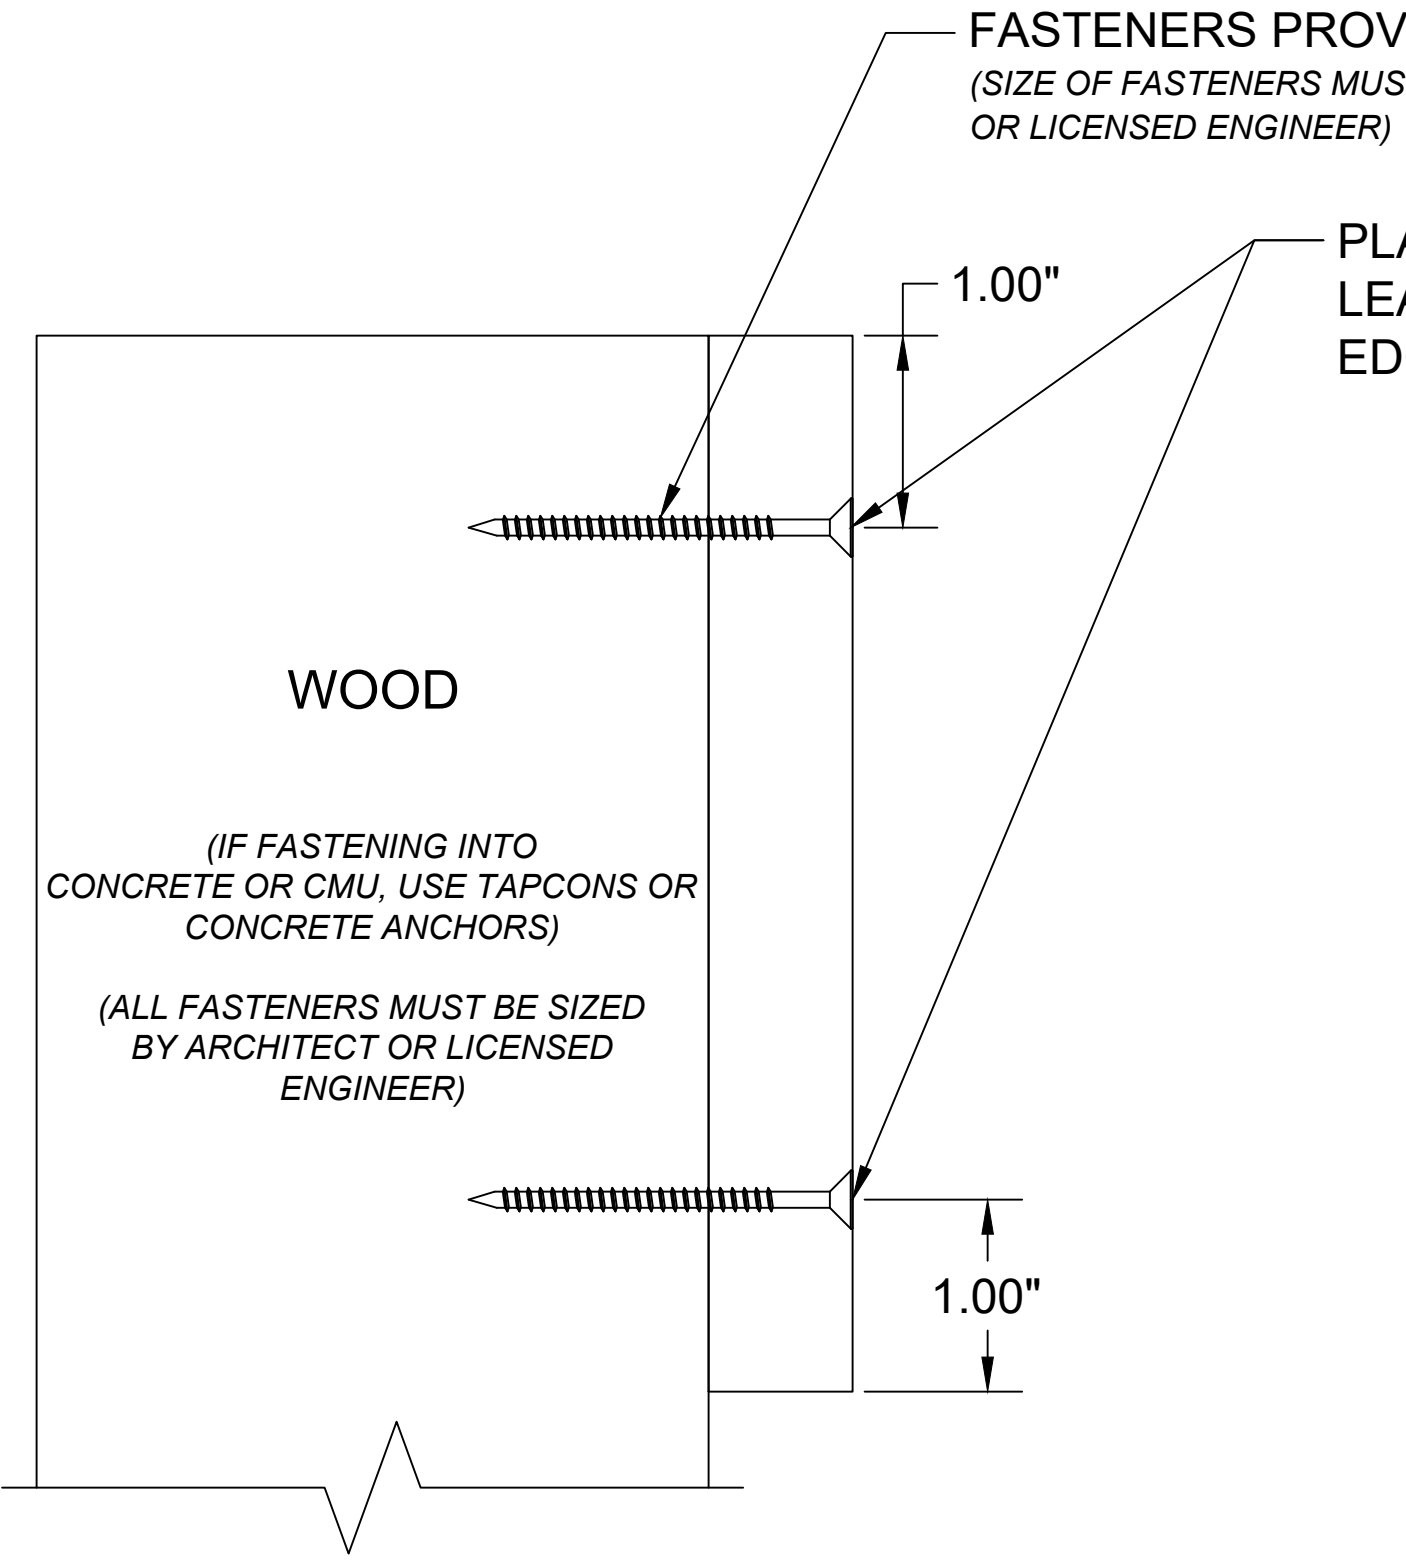 FASTENERS PROV
(SIZE OF FASTENERS MUS
OR LICENSED ENGINEER)
PLA
LEA
ED
1.00"
WOOD
(IF FASTENING INTO
CONCRETE OR CMU, USE TAPCONS OR
CONCRETE ANCHORS)
(ALL FASTENERS MUST BE SIZED
BY ARCHITECT OR LICENSED
ENGINEER)
1.00"